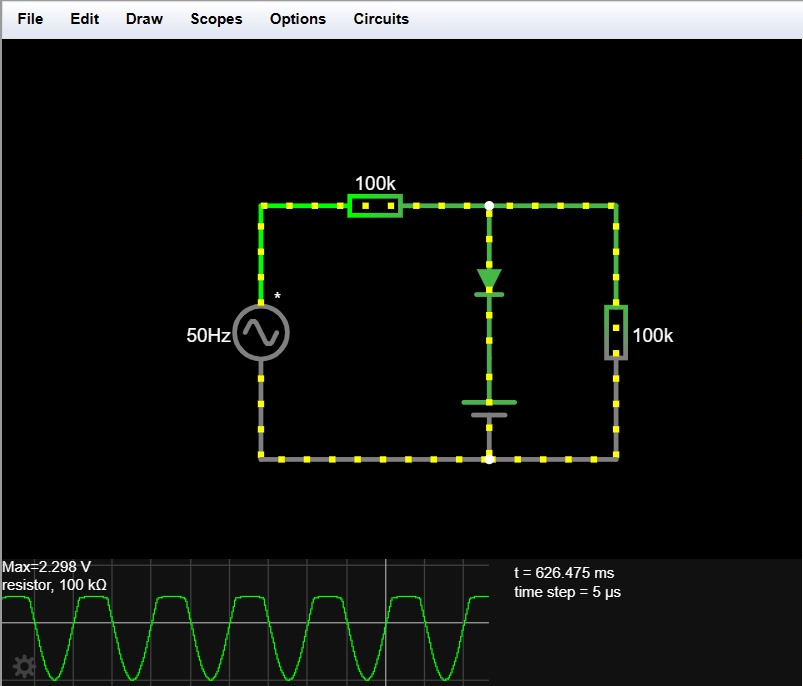 File Edit Draw Scopes Options Circuits
100k
*
50Hz
100k
Max=2.298 V
resistor, 100 kΩ
t = 626.475 ms
time step = 5 µs